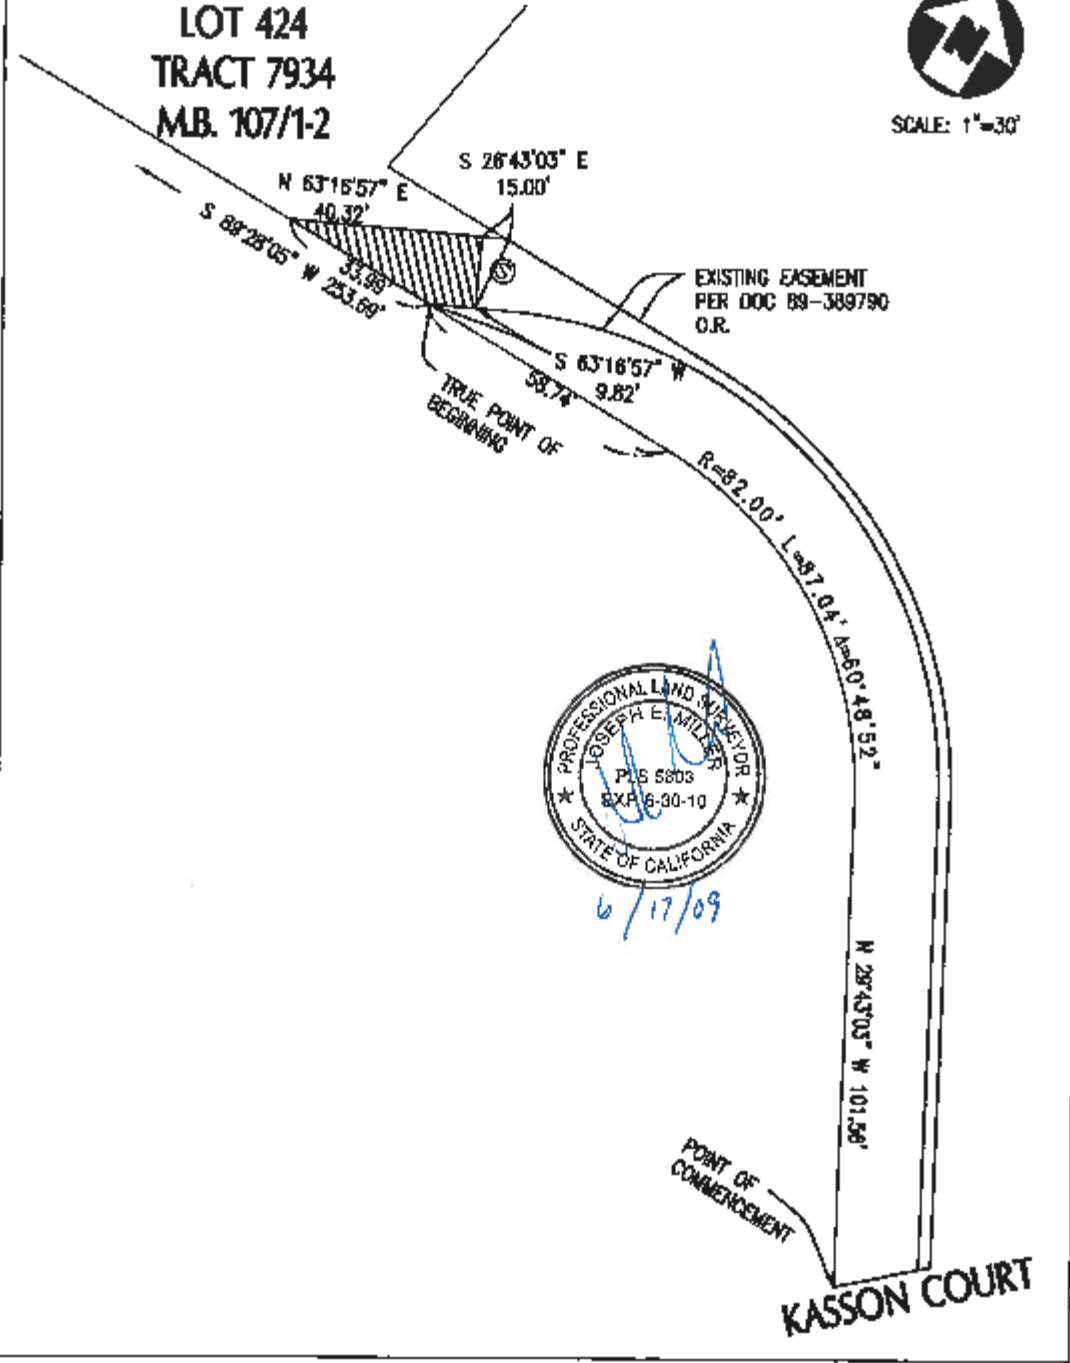 LOT 424
TRACT 7934
M.B. 107/1-2
N
SCALE: 1"=30'
S 26°43'03" E
15.00'
N 63°16'57" E
40.32'
S 89°28'05" W 253.69'
33.99'
S
EXISTING EASEMENT
PER DOC 89-389790
O.R.
S 63°16'57" W
9.82'
58.74'
TRUE POINT OF
BEGINNING
R=82.00' L=87.04' Δ=60°48'52"
PROFESSIONAL LAND SURVEYOR
JOSEPH E. MILLER
PLS 5803
EXP. 6-30-10
STATE OF CALIFORNIA
6/17/09
N 29°43'03" W 101.56'
POINT OF
COMMENCEMENT
KASSON COURT